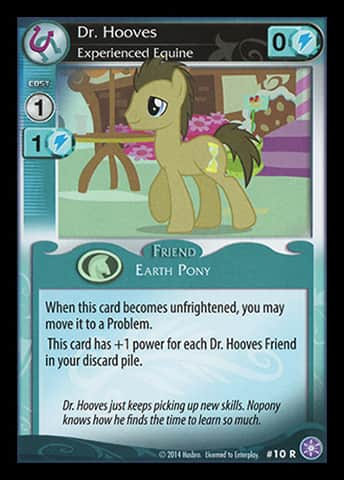 Dr. Hooves
Experienced Equine
0
COST:
1
1
FRIEND
EARTH PONY
When this card becomes unfrightened, you may
move it to a Problem.
This card has +1 power for each Dr. Hooves Friend
in your discard pile.
Dr. Hooves just keeps picking up new skills. Nopony
knows how he finds the time to learn so much.
© 2014 Hasbro. Licensed to Enterplay.
#10 R